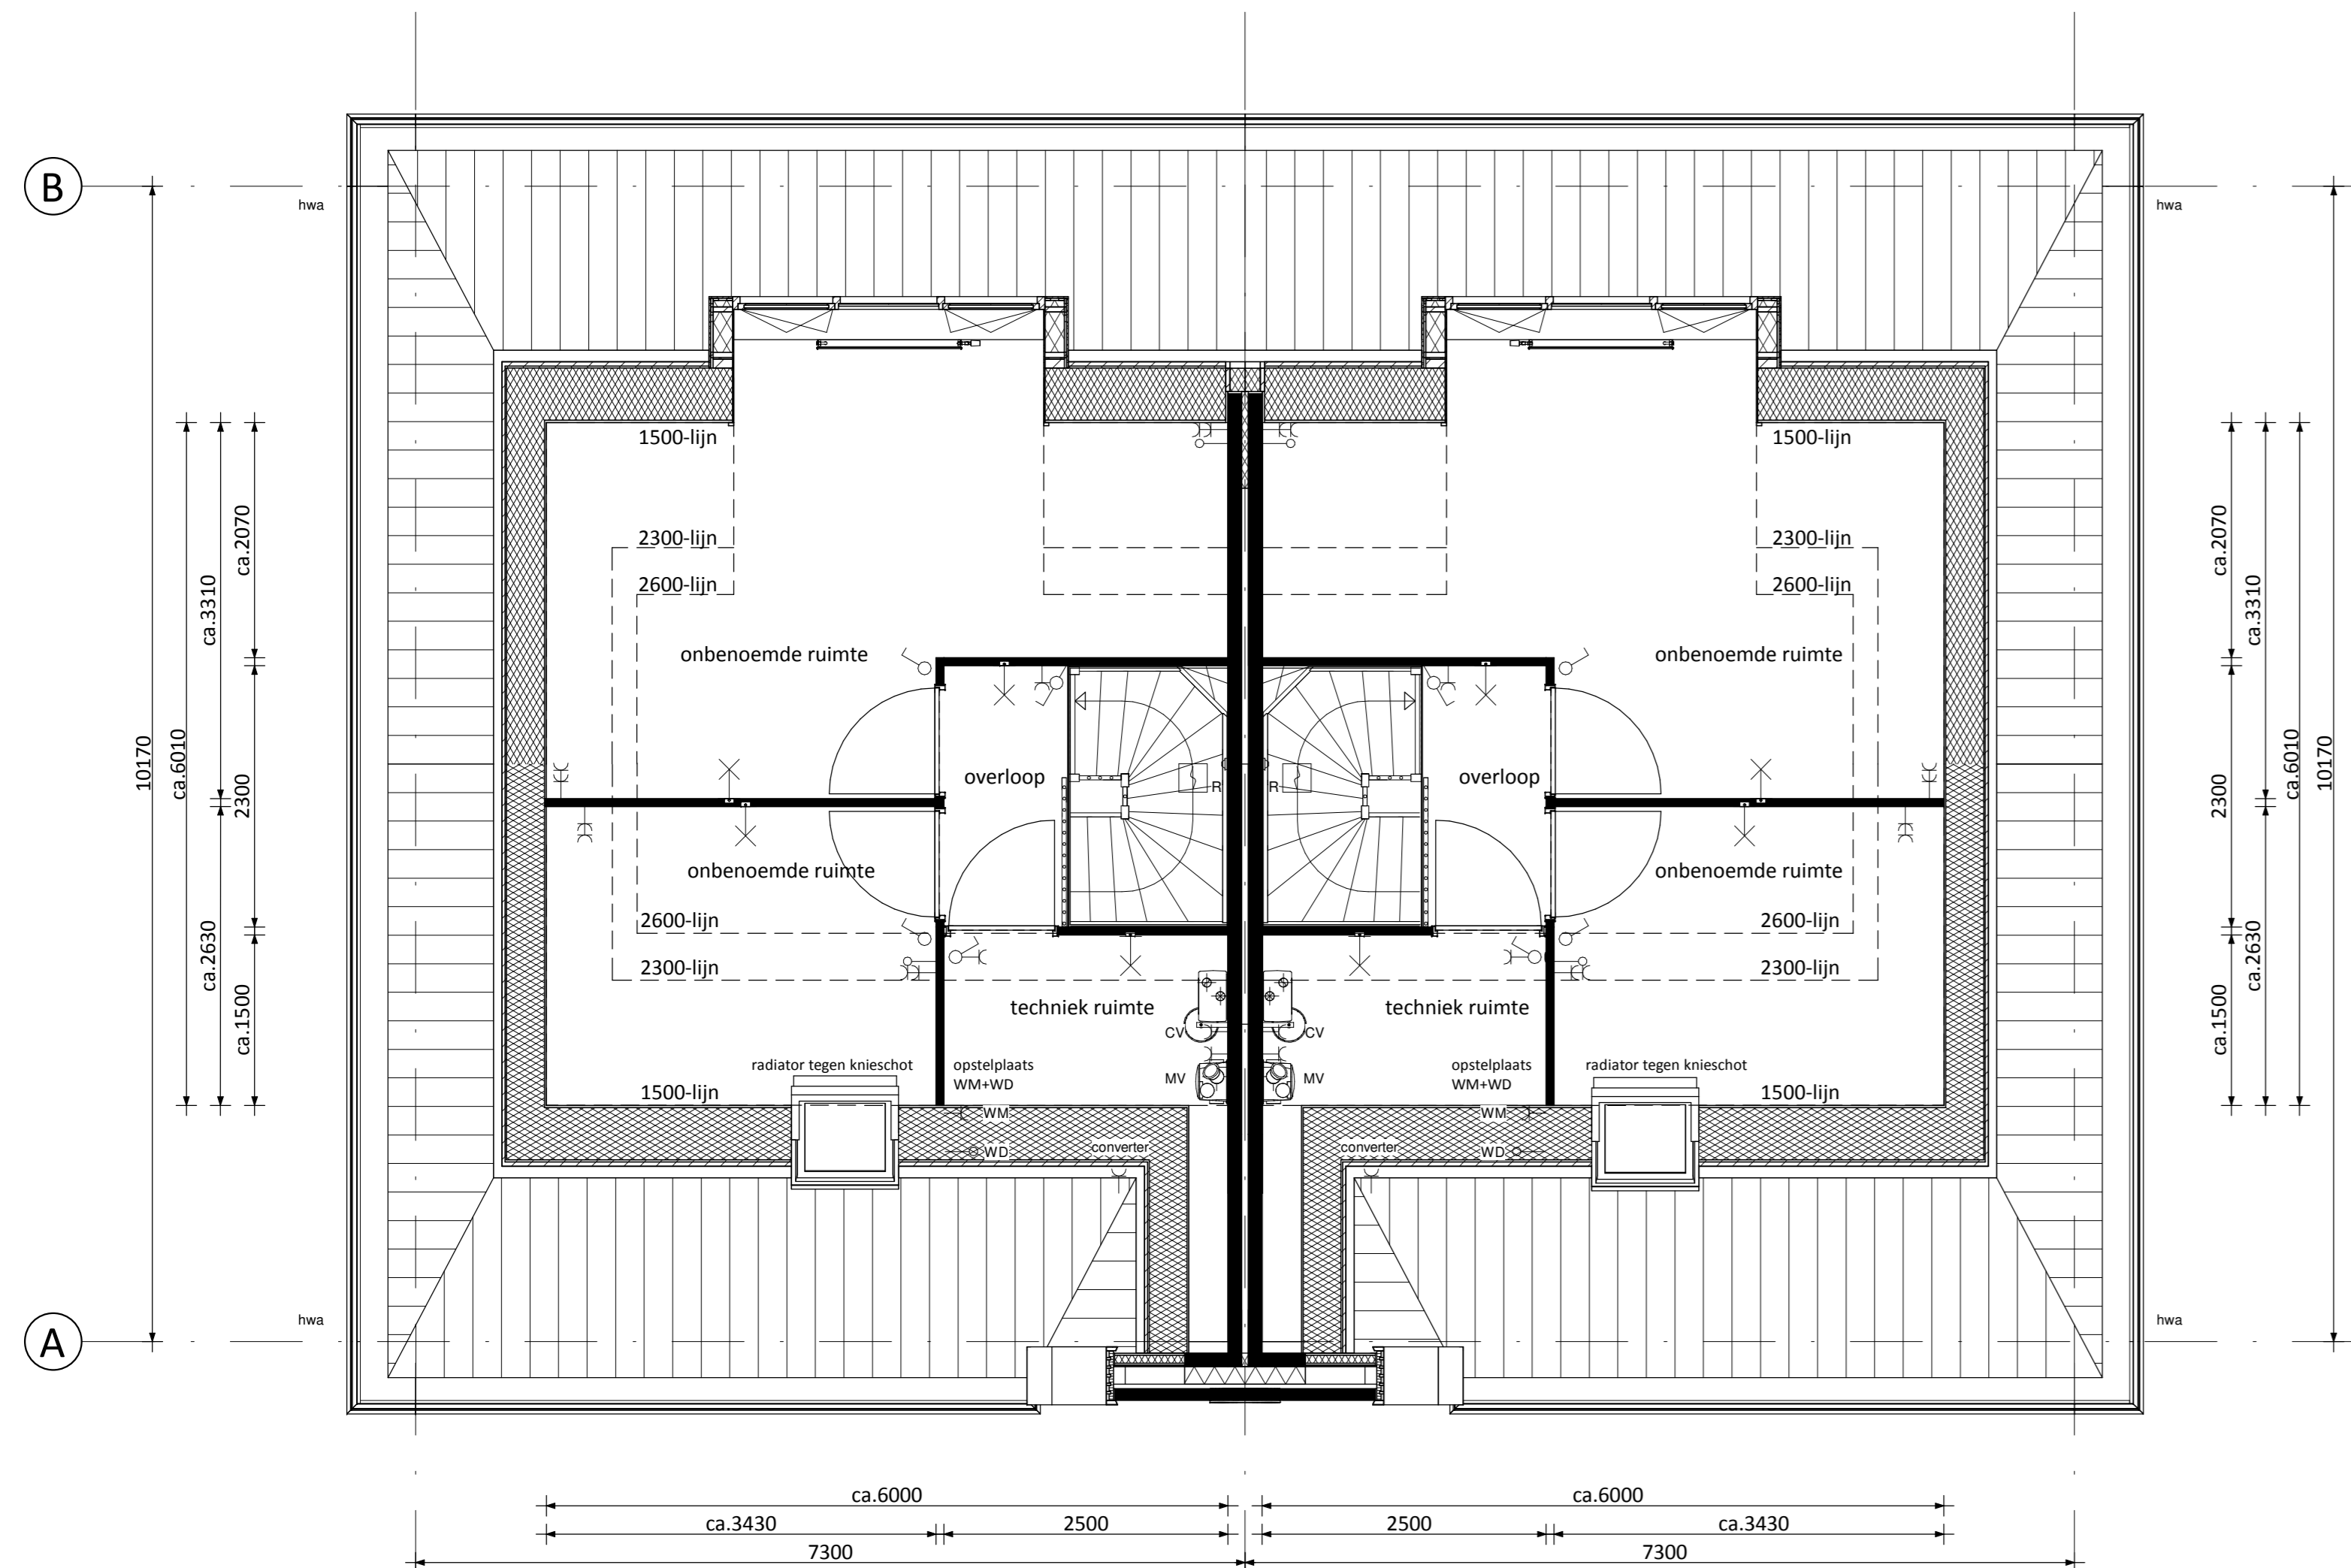 B
hwa
hwa
1500-lijn
1500-lijn
2300-lijn
2300-lijn
2600-lijn
2600-lijn
onbenoemde ruimte
onbenoemde ruimte
10170
ca.6010
ca.3310
ca.2630
ca.2070
2300
ca.1500
overloop
R
R
overloop
ca.2070
2300
ca.1500
ca.3310
ca.2630
ca.6010
10170
onbenoemde ruimte
onbenoemde ruimte
2600-lijn
2600-lijn
2300-lijn
2300-lijn
techniek ruimte
techniek ruimte
CV
CV
radiator tegen knieschot
opstelplaats
WM+WD
MV
MV
opstelplaats
WM+WD
radiator tegen knieschot
1500-lijn
1500-lijn
WM
WM
converter
converter
WD
WD
hwa
hwa
A
ca.6000
ca.6000
ca.3430
2500
2500
ca.3430
7300
7300